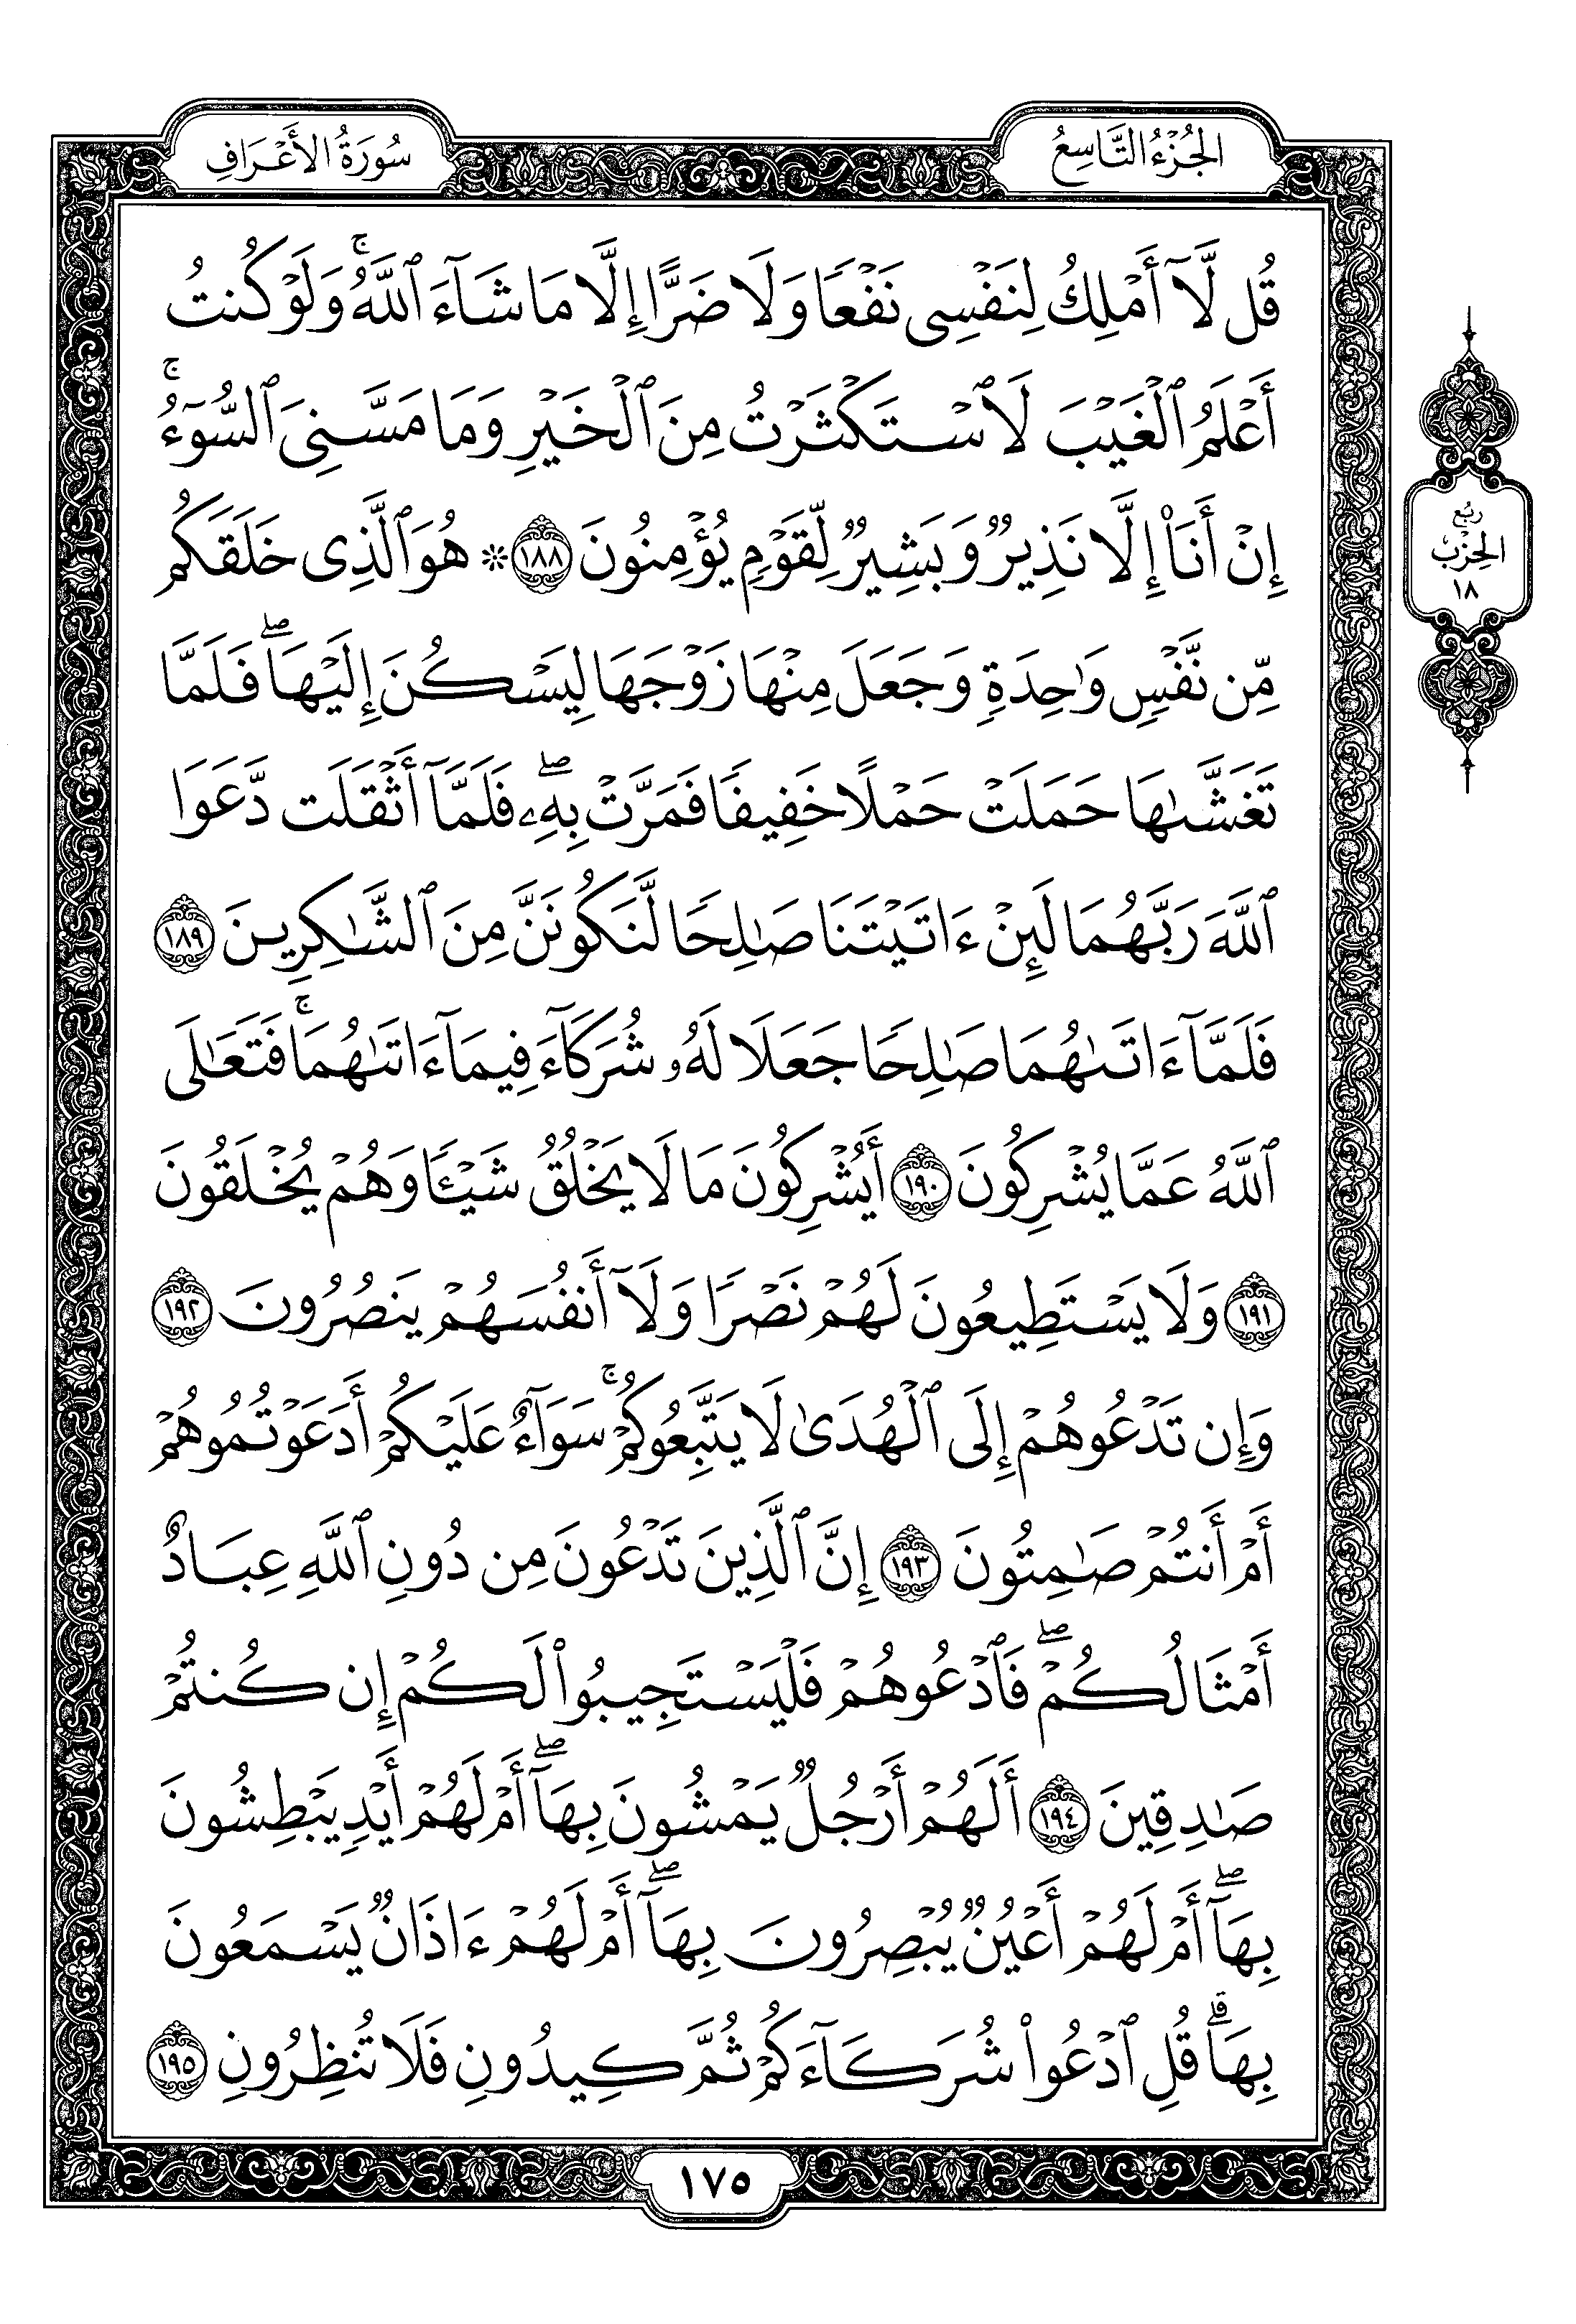 الجُزْءُ التَّاسِعُ
سُورَةُ الأَعْرَافِ
قُل لَّآ أَمْلِكُ لِنَفْسِى نَفْعًا وَلَا ضَرًّا إِلَّا مَا شَآءَ ٱللَّهُ ۚ وَلَوْ كُنتُ
أَعْلَمُ ٱلْغَيْبَ لَٱسْتَكْثَرْتُ مِنَ ٱلْخَيْرِ وَمَا مَسَّنِىَ ٱلسُّوٓءُ ۚ
إِنْ أَنَا۠ إِلَّا نَذِيرٌ وَبَشِيرٌ لِّقَوْمٍ يُؤْمِنُونَ ١٨٨ * هُوَ ٱلَّذِى خَلَقَكُم
مِّن نَّفْسٍ وَٰحِدَةٍ وَجَعَلَ مِنْهَا زَوْجَهَا لِيَسْكُنَ إِلَيْهَا ۖ فَلَمَّا
تَغَشَّىٰهَا حَمَلَتْ حَمْلًا خَفِيفًا فَمَرَّتْ بِهِۦ ۖ فَلَمَّآ أَثْقَلَت دَّعَوَا
ٱللَّهَ رَبَّهُمَا لَئِنْ ءَاتَيْتَنَا صَٰلِحًا لَّنَكُونَنَّ مِنَ ٱلشَّٰكِرِينَ ١٨٩
فَلَمَّآ ءَاتَىٰهُمَا صَٰلِحًا جَعَلَا لَهُۥ شُرَكَآءَ فِيمَآ ءَاتَىٰهُمَا ۚ فَتَعَٰلَى
ٱللَّهُ عَمَّا يُشْرِكُونَ ١٩٠ أَيُشْرِكُونَ مَا لَا يَخْلُقُ شَيْـًٔا وَهُمْ يُخْلَقُونَ
١٩١ وَلَا يَسْتَطِيعُونَ لَهُمْ نَصْرًا وَلَآ أَنفُسَهُمْ يَنصُرُونَ ١٩٢
وَإِن تَدْعُوهُمْ إِلَى ٱلْهُدَىٰ لَا يَتَّبِعُوكُمْ ۚ سَوَآءٌ عَلَيْكُمْ أَدَعَوْتُمُوهُمْ
أَمْ أَنتُمْ صَٰمِتُونَ ١٩٣ إِنَّ ٱلَّذِينَ تَدْعُونَ مِن دُونِ ٱللَّهِ عِبَادٌ
أَمْثَالُكُمْ ۖ فَٱدْعُوهُمْ فَلْيَسْتَجِيبُوا۟ لَكُمْ إِن كُنتُمْ
صَٰدِقِينَ ١٩٤ أَلَهُمْ أَرْجُلٌ يَمْشُونَ بِهَآ ۖ أَمْ لَهُمْ أَيْدٍ يَبْطِشُونَ
بِهَآ ۖ أَمْ لَهُمْ أَعْيُنٌ يُبْصِرُونَ بِهَآ ۖ أَمْ لَهُمْ ءَاذَانٌ يَسْمَعُونَ
بِهَا ۗ قُلِ ٱدْعُوا۟ شُرَكَآءَكُمْ ثُمَّ كِيدُونِ فَلَا تُنظِرُونِ ١٩٥
رُبع
الحِزْب
١٨
١٧٥